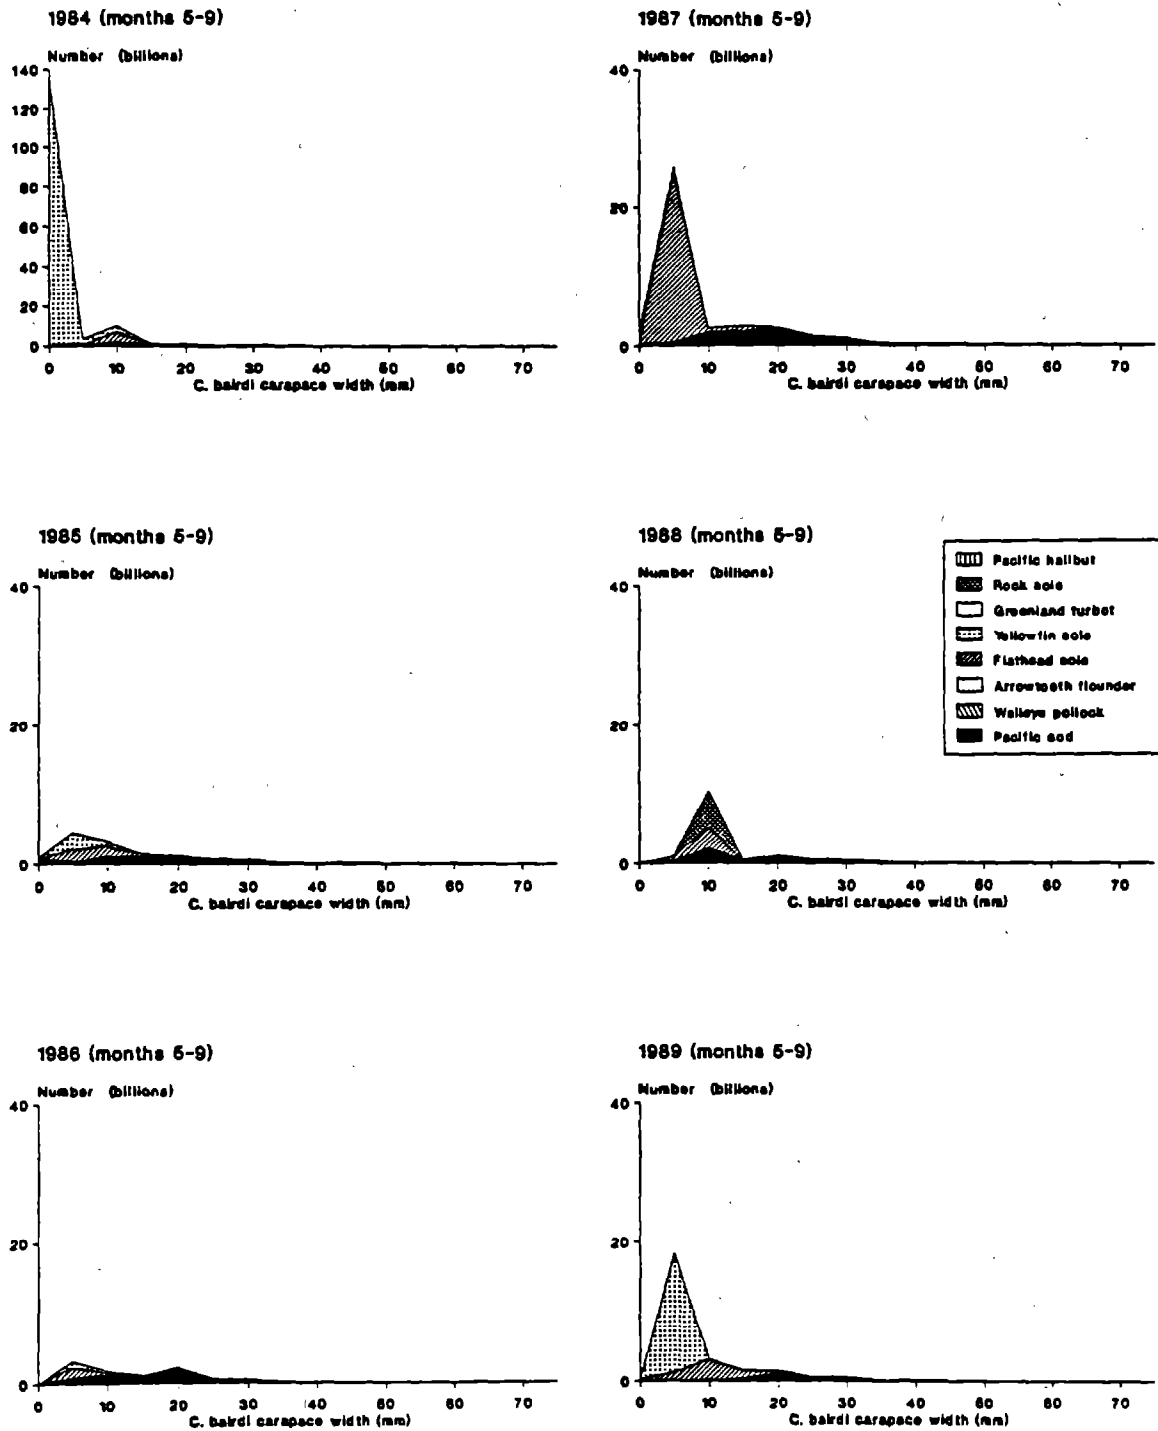 1984 (months 5-9)
Number (billions)
140
120
100
80
60
40
20
0
0 10 20 30 40 50 60 70
C. bairdi carapace width (mm)
1987 (months 5-9)
Number (billions)
40
20
0
0 10 20 30 40 50 60 70
C. bairdi carapace width (mm)
1985 (months 5-9)
Number (billions)
40
20
0
0 10 20 30 40 50 60 70
C. bairdi carapace width (mm)
1988 (months 5-9)
Number (billions)
40
20
0
0 10 20 30 40 50 60 70
C. bairdi carapace width (mm)
Pacific halibut
Rock sole
Greenland turbot
Yellowfin sole
Flathead sole
Arrowtooth flounder
Walleye pollock
Pacific cod
1986 (months 5-9)
Number (billions)
40
20
0
0 10 20 30 40 50 60 70
C. bairdi carapace width (mm)
1989 (months 5-9)
Number (billions)
40
20
0
0 10 20 30 40 50 60 70
C. bairdi carapace width (mm)